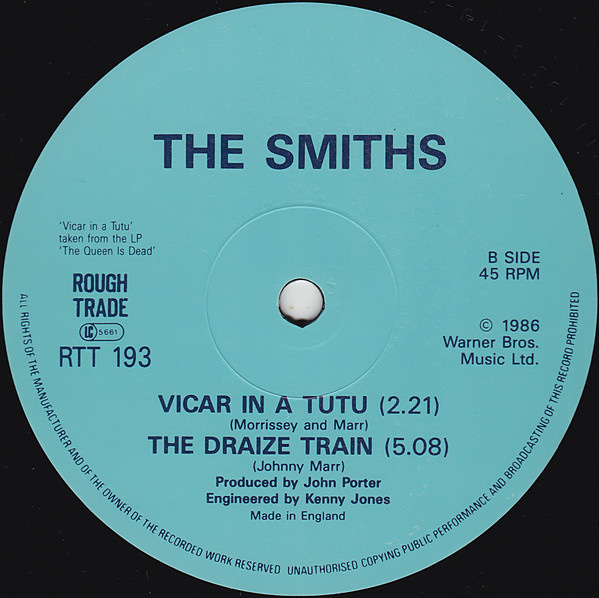 THE SMITHS
'Vicar in a Tutu'
taken from the LP
'The Queen Is Dead'
ROUGH
TRADE
LC 5661
RTT 193
B SIDE
45 RPM
© 1986
Warner Bros.
Music Ltd.
VICAR IN A TUTU (2.21)
(Morrissey and Marr)
THE DRAIZE TRAIN (5.08)
(Johnny Marr)
Produced by John Porter
Engineered by Kenny Jones
Made in England
ALL RIGHTS OF THE MANUFACTURER AND OF THE OWNER OF THE RECORDED WORK RESERVED UNAUTHORISED COPYING PUBLIC PERFORMANCE AND BROADCASTING OF THIS RECORD PROHIBITED